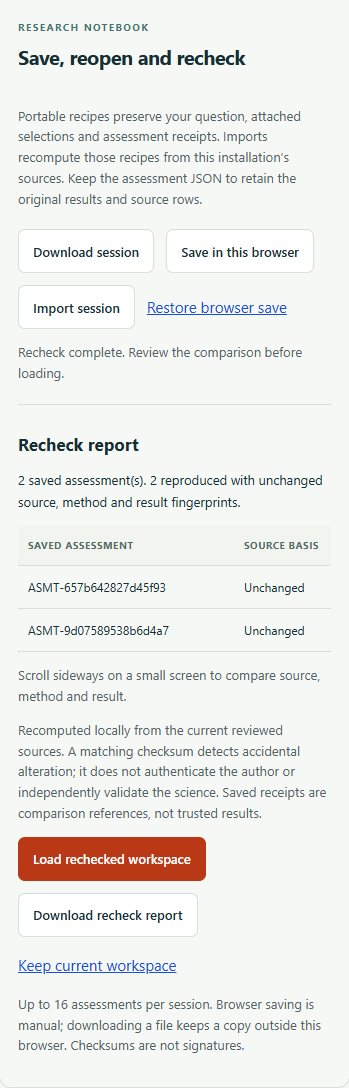 RESEARCH NOTEBOOK
Save, reopen and recheck
Portable recipes preserve your question, attached
selections and assessment receipts. Imports
recompute those recipes from this installation's
sources. Keep the assessment JSON to retain the
original results and source rows.
Download session
Save in this browser
Import session
Restore browser save
Recheck complete. Review the comparison before
loading.
Recheck report
2 saved assessment(s). 2 reproduced with unchanged
source, method and result fingerprints.
SAVED ASSESSMENT SOURCE BASIS
ASMT-657b642827d45f93 Unchanged
ASMT-9d07589538b6d4a7 Unchanged
Scroll sideways on a small screen to compare source,
method and result.
Recomputed locally from the current reviewed
sources. A matching checksum detects accidental
alteration; it does not authenticate the author or
independently validate the science. Saved receipts are
comparison references, not trusted results.
Load rechecked workspace
Download recheck report
Keep current workspace
Up to 16 assessments per session. Browser saving is
manual; downloading a file keeps a copy outside this
browser. Checksums are not signatures.